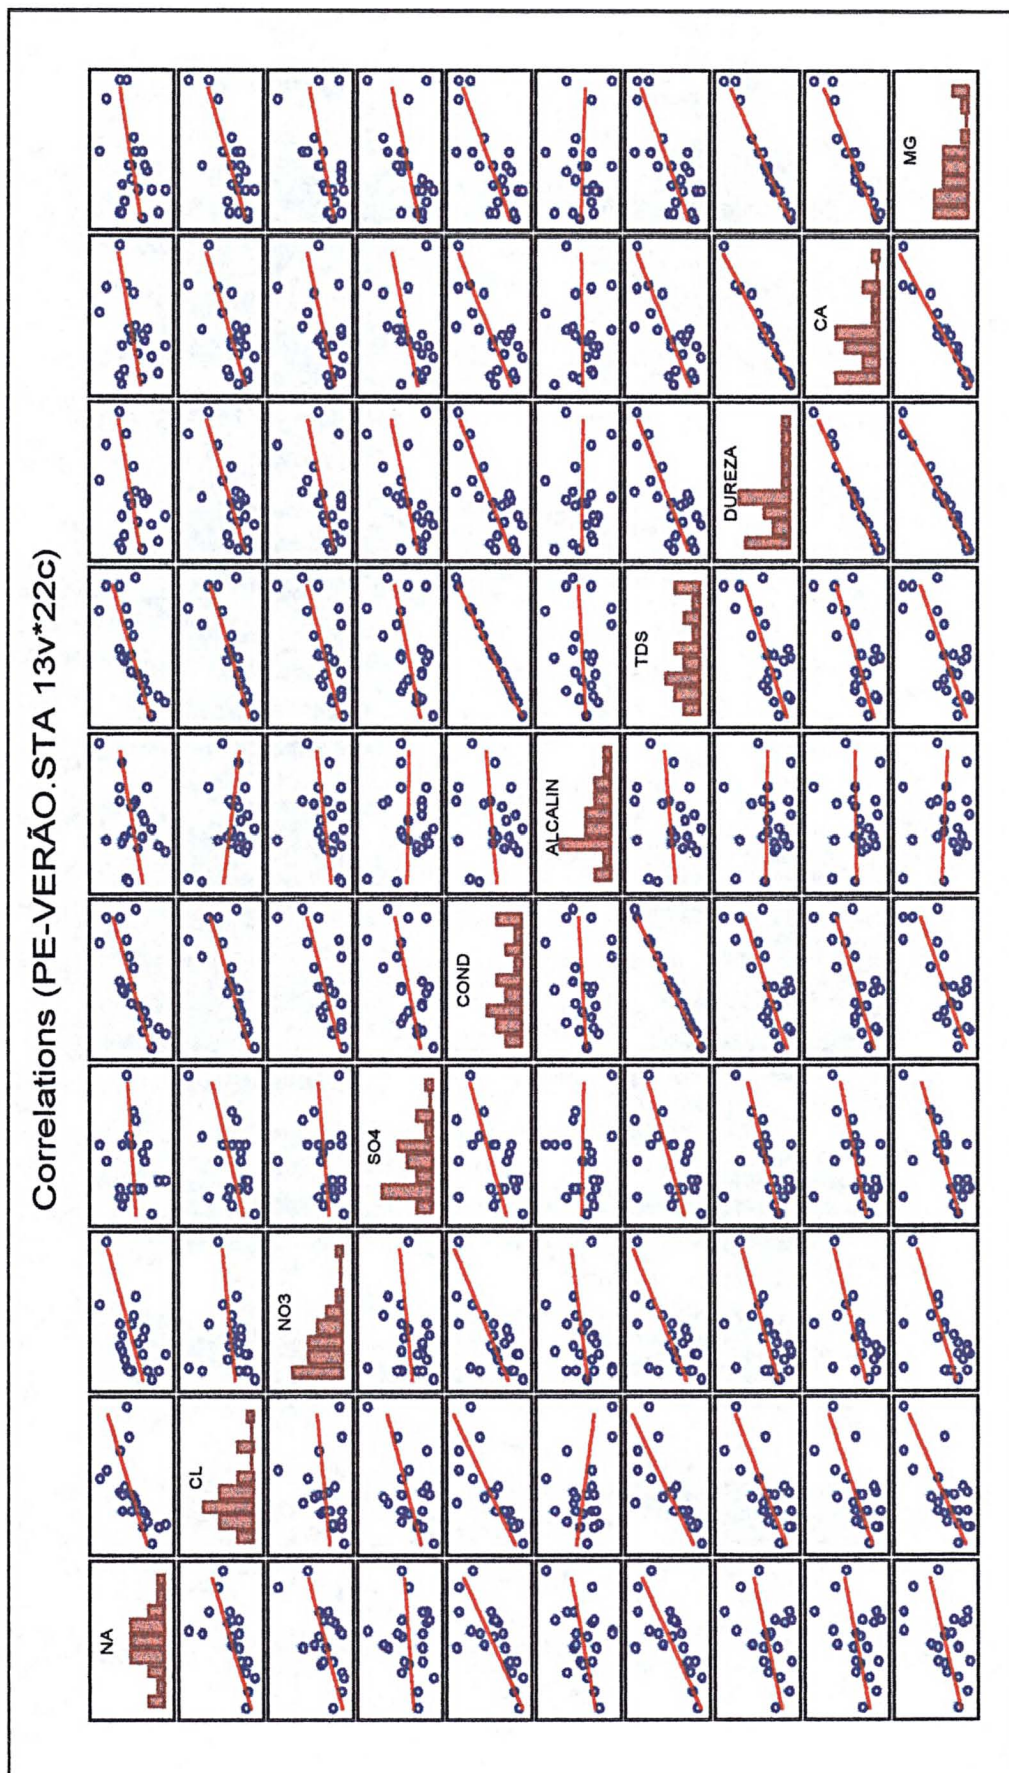 Correlations (PE-VERÃO.STA 13v*22c)
NA
CL
NO3
SO4
COND
ALCALIN
TDS
DUREZA
CA
MG